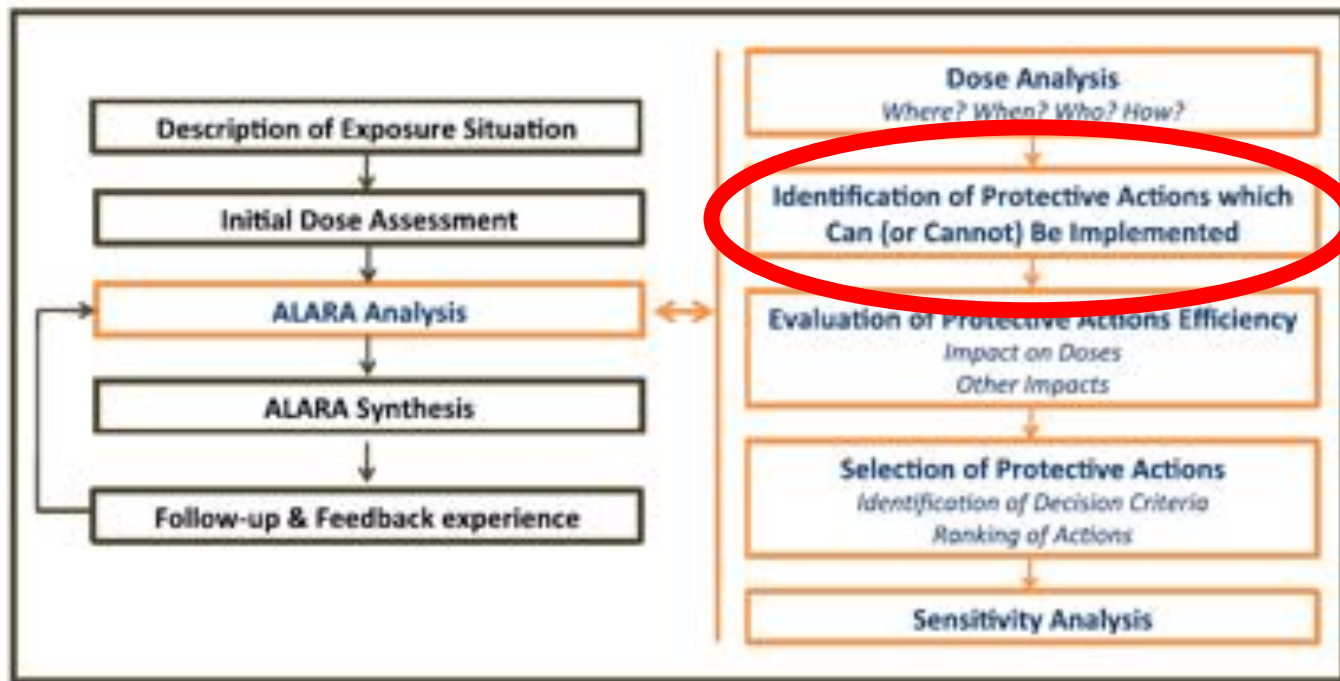 Description of Exposure Situation
Initial Dose Assessment
ALARA Analysis
ALARA Synthesis
Follow-up & Feedback experience
Dose Analysis
Where? When? Who? How?
Identification of Protective Actions which
Can (or Cannot) Be Implemented
Evaluation of Protective Actions Efficiency
Impact on Doses
Other Impacts
Selection of Protective Actions
Identification of Decision Criteria
Ranking of Actions
Sensitivity Analysis